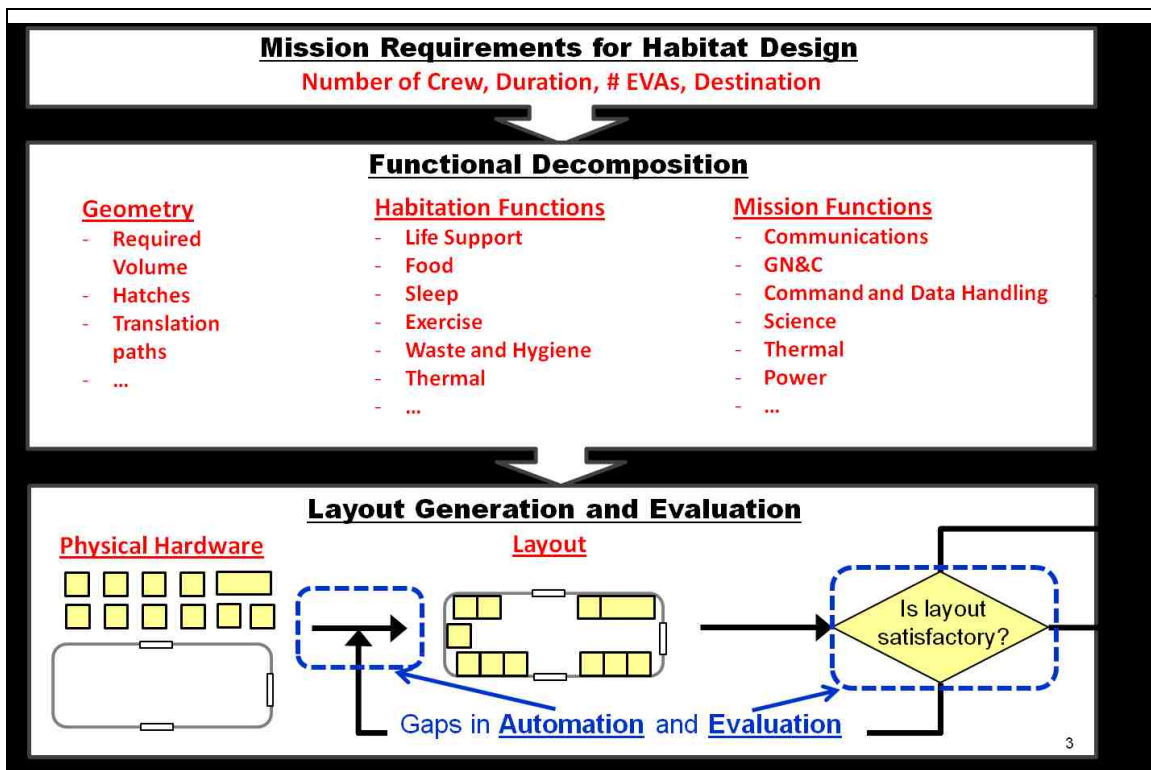 Mission Requirements for Habitat Design
Number of Crew, Duration, # EVAs, Destination
Functional Decomposition
Geometry
- Required
Volume
- Hatches
- Translation
paths
- ...
Habitation Functions
- Life Support
- Food
- Sleep
- Exercise
- Waste and Hygiene
- Thermal
- ...
Mission Functions
- Communications
- GN&C
- Command and Data Handling
- Science
- Thermal
- Power
- ...
Layout Generation and Evaluation
Physical Hardware
Layout
Is layout
satisfactory?
Gaps in Automation and Evaluation
3